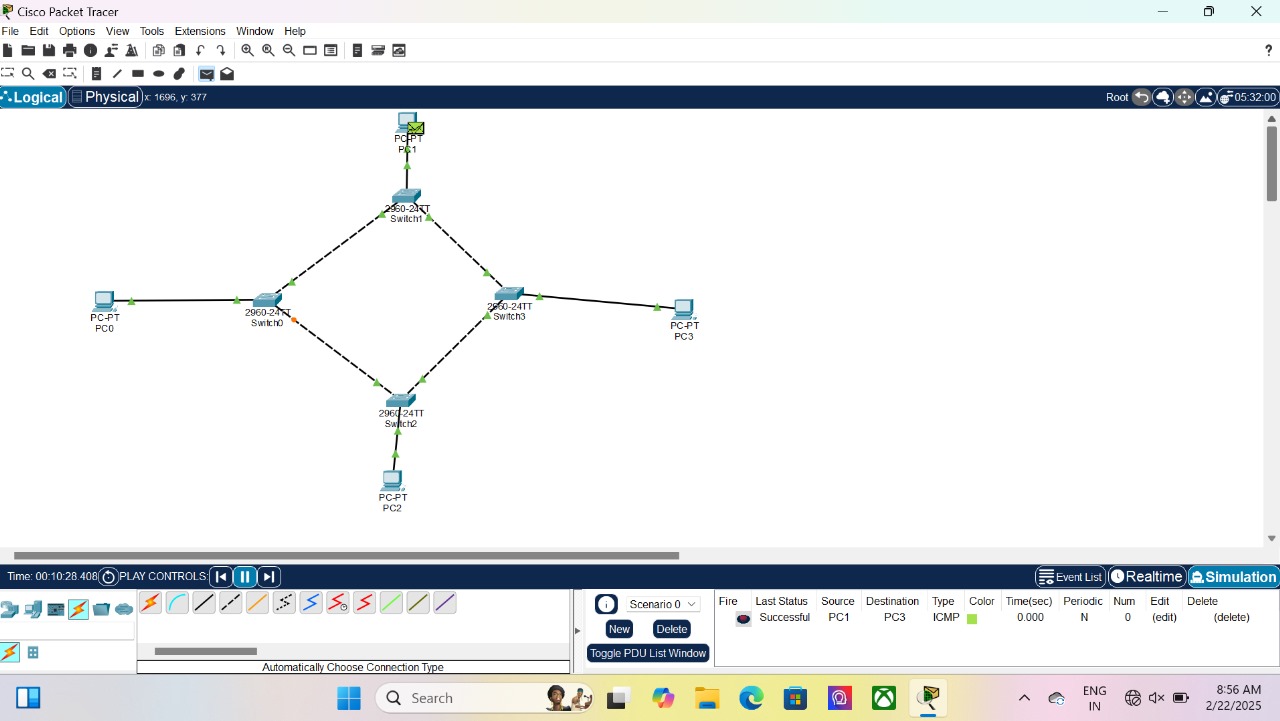 Cisco Packet Tracer
File Edit Options View Tools Extensions Window Help
Logical Physical x: 1696, y: 377 Root 05:32:00
PC-PT
PC1
2960-24TT
Switch1
PC-PT
PC0
2960-24TT
Switch0
2960-24TT
Switch3
PC-PT
PC3
2960-24TT
Switch2
PC-PT
PC2
Time: 00:10:28.408 PLAY CONTROLS: Event List Realtime Simulation
Automatically Choose Connection Type
Scenario 0
New Delete
Toggle PDU List Window
Fire Last Status Source Destination Type Color Time(sec) Periodic Num Edit Delete
Successful PC1 PC3 ICMP 0.000 N 0 (edit) (delete)
Search
ENG
IN
8:56 AM
2/22/2025